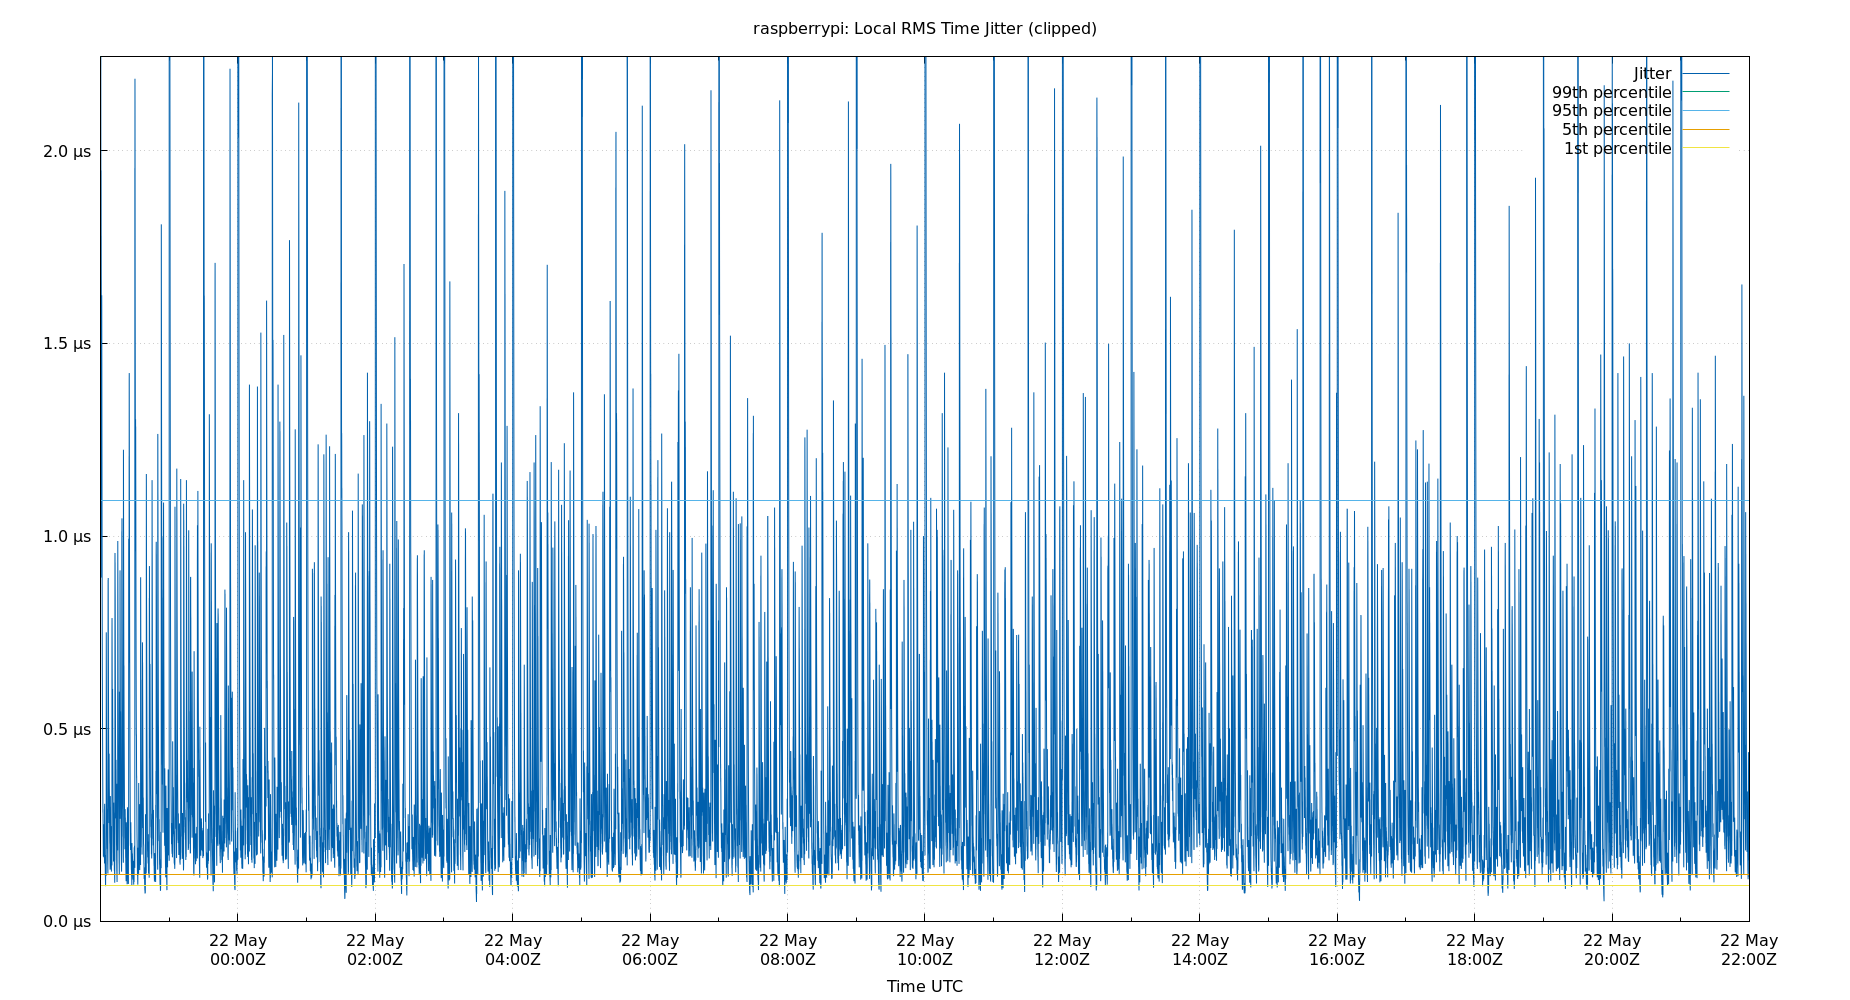 raspberrypi: Local RMS Time Jitter (clipped)
Jitter
99th percentile
95th percentile
5th percentile
1st percentile
2.0 µs
1.5 µs
1.0 µs
0.5 µs
0.0 µs
22 May 22 May 22 May 22 May 22 May 22 May 22 May 22 May 22 May 22 May 22 May 22 May
00:00Z 02:00Z 04:00Z 06:00Z 08:00Z 10:00Z 12:00Z 14:00Z 16:00Z 18:00Z 20:00Z 22:00Z
Time UTC